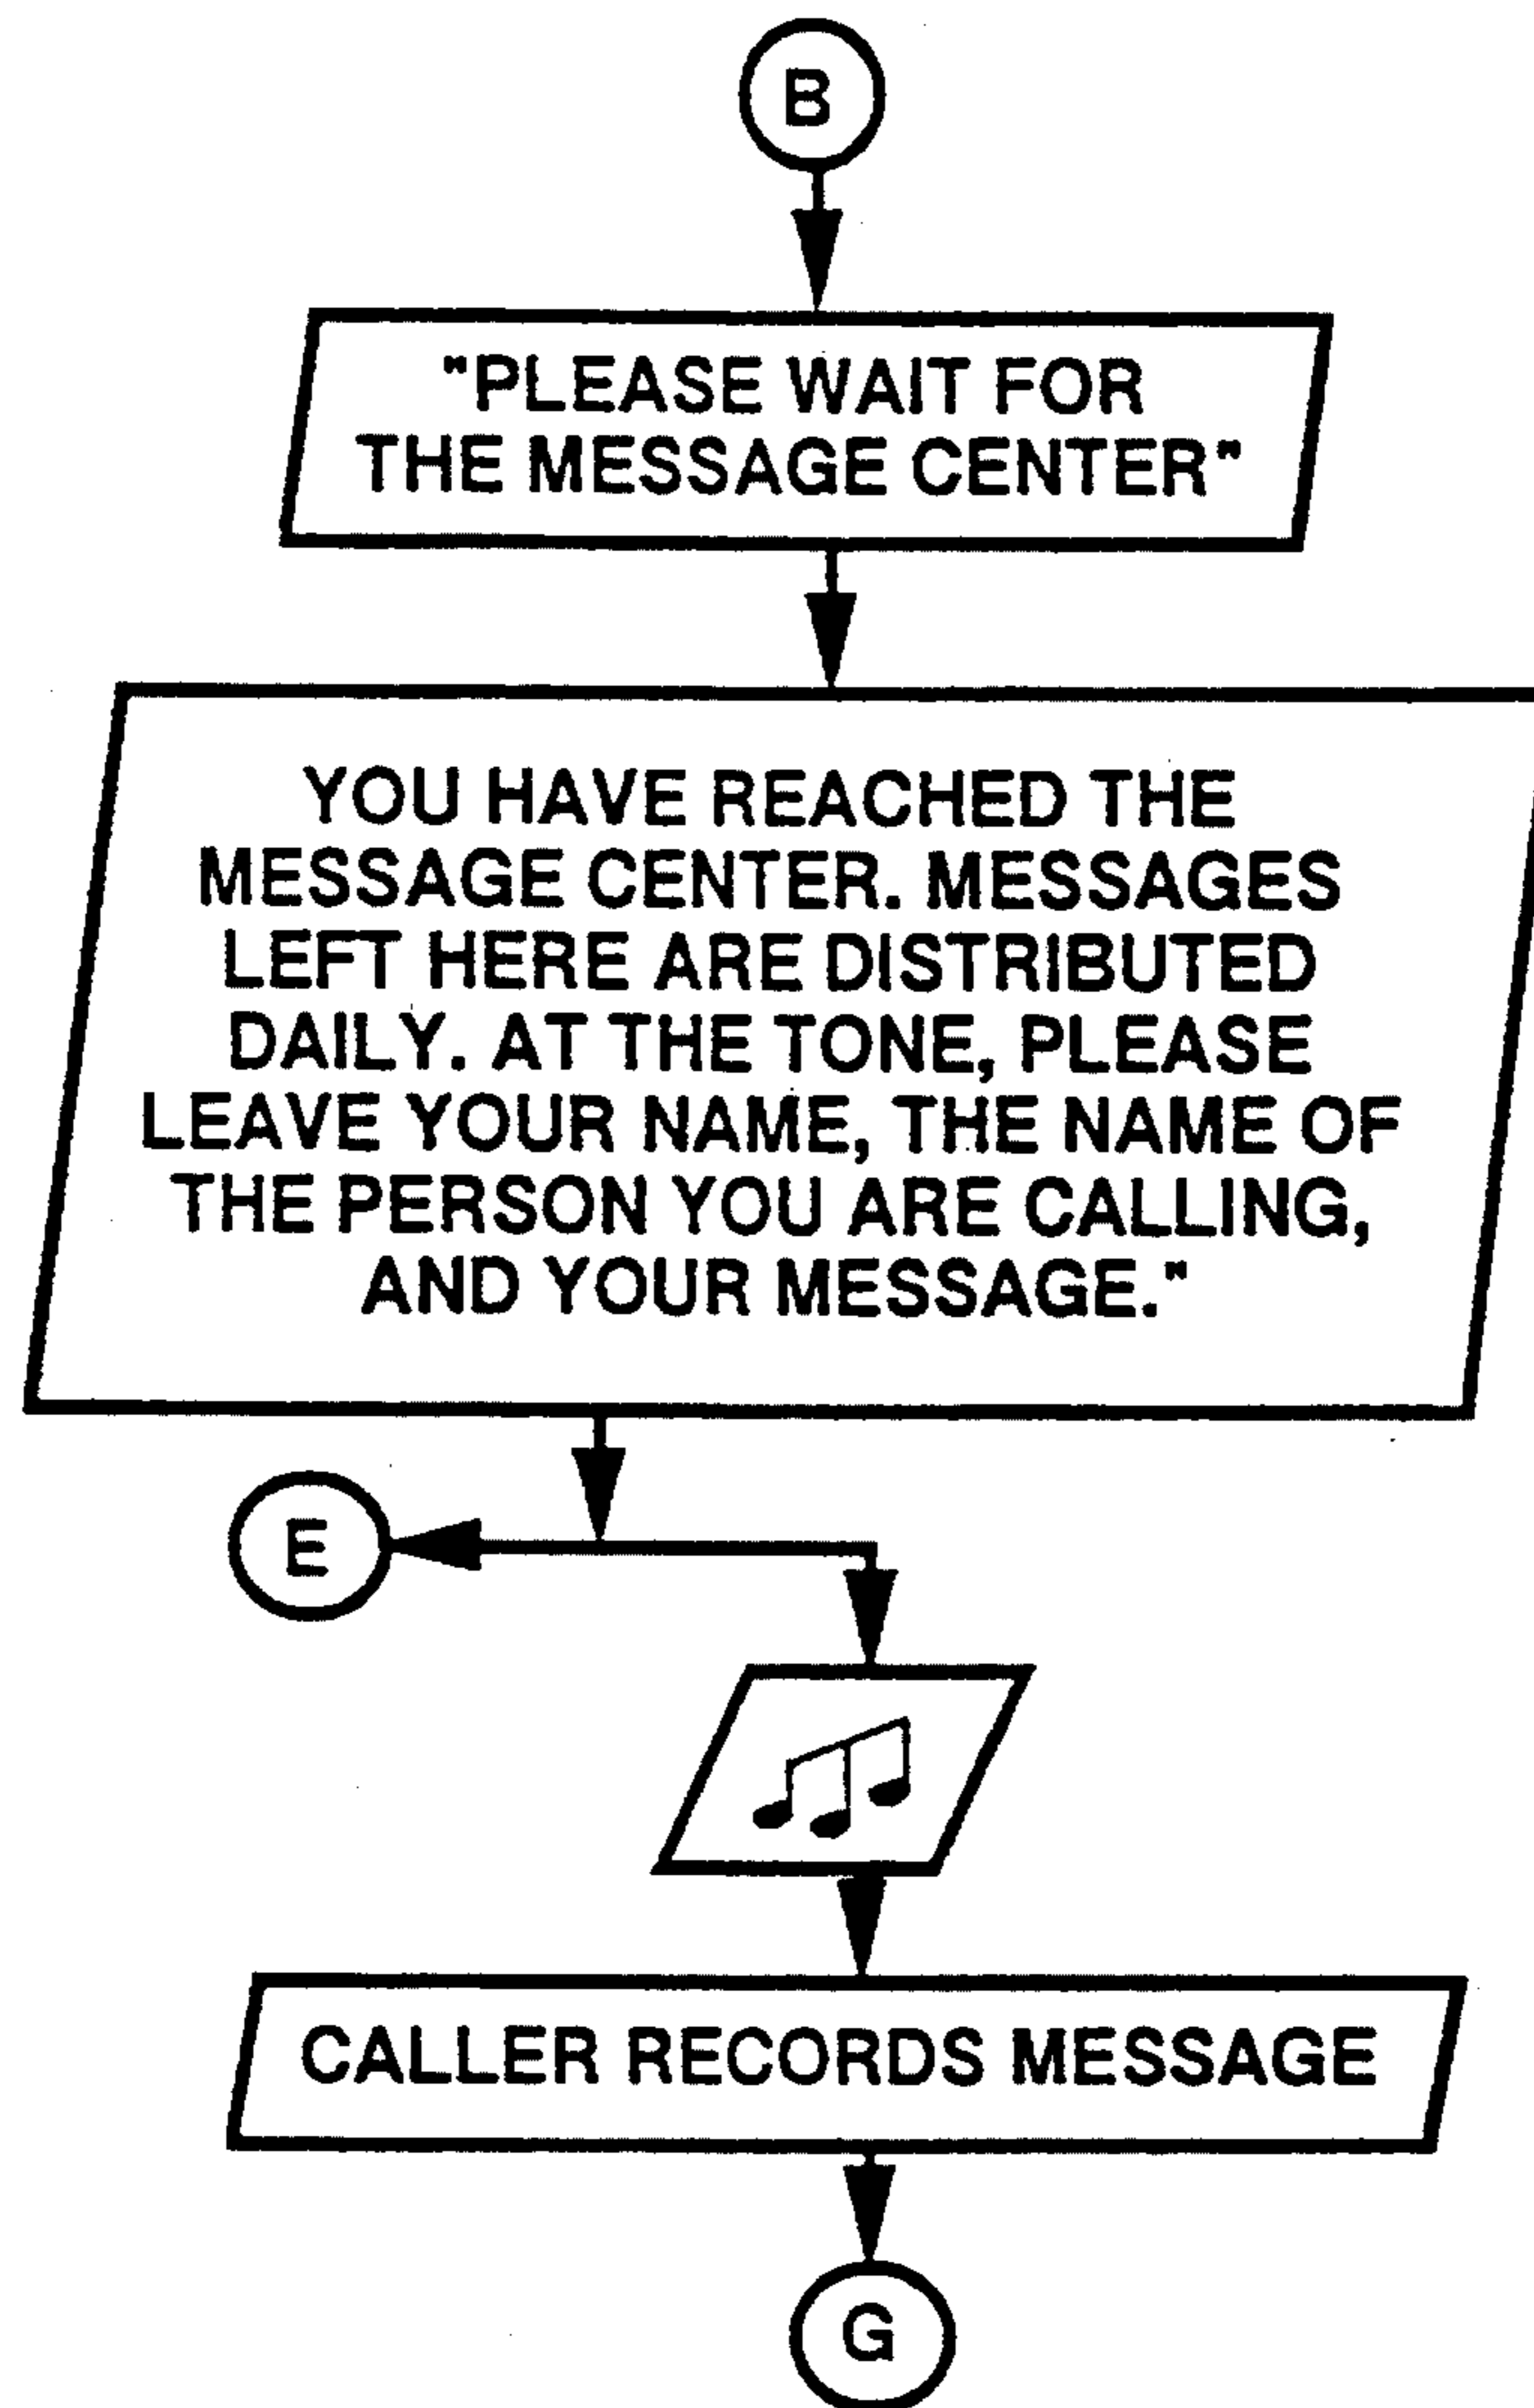 B
"PLEASE WAIT FOR
THE MESSAGE CENTER"
YOU HAVE REACHED THE
MESSAGE CENTER. MESSAGES
LEFT HERE ARE DISTRIBUTED
DAILY. AT THE TONE, PLEASE
LEAVE YOUR NAME, THE NAME OF
THE PERSON YOU ARE CALLING,
AND YOUR MESSAGE."
E
CALLER RECORDS MESSAGE
G